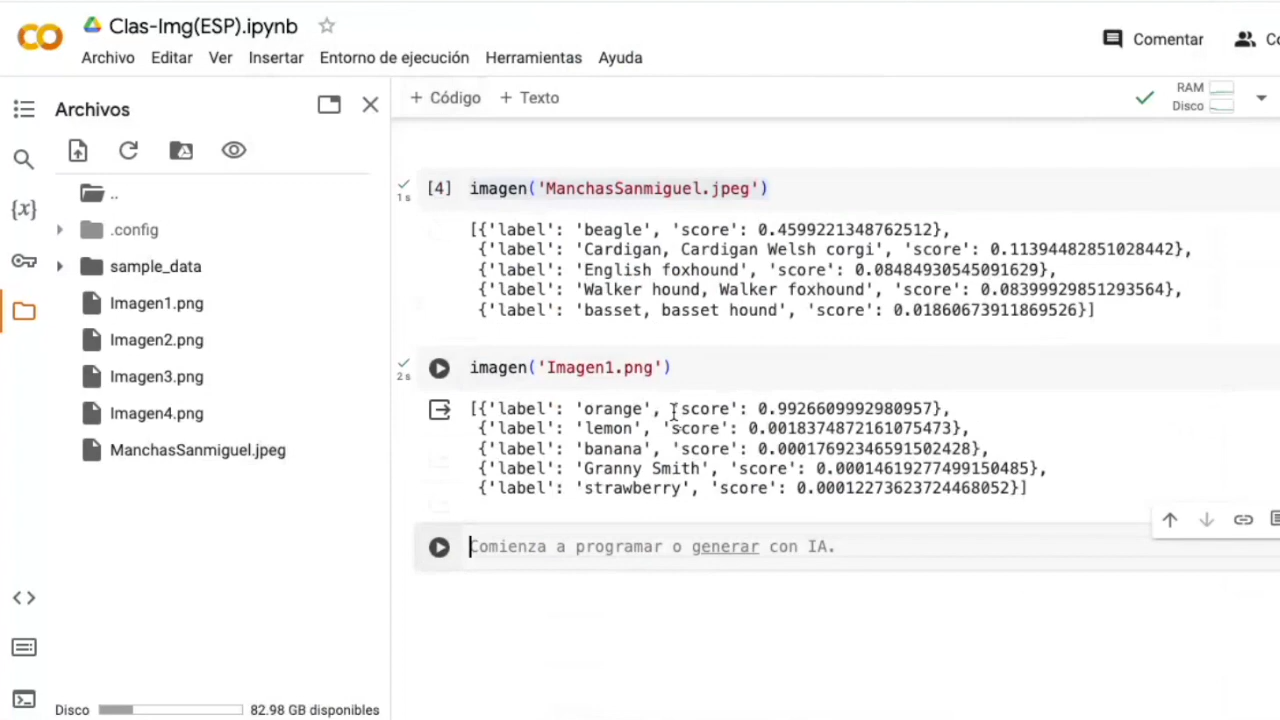 Clas-Img(ESP).ipynb
Archivo Editar Ver Insertar Entorno de ejecución Herramientas Ayuda
Comentar
Archivos
+ Código + Texto
RAM
Disco
..
.config
sample_data
Imagen1.png
Imagen2.png
Imagen3.png
Imagen4.png
ManchasSanmiguel.jpeg
Disco 82.98 GB disponibles
[4] imagen('ManchasSanmiguel.jpeg')
1s
[{'label': 'beagle', 'score': 0.4599221348762512},
{'label': 'Cardigan, Cardigan Welsh corgi', 'score': 0.11394482851028442},
{'label': 'English foxhound', 'score': 0.08484930545091629},
{'label': 'Walker hound, Walker foxhound', 'score': 0.08399929851293564},
{'label': 'basset, basset hound', 'score': 0.01860673911869526}]
imagen('Imagen1.png')
2s
[{'label': 'orange', 'score': 0.9926609992980957},
{'label': 'lemon', 'score': 0.0018374872161075473},
{'label': 'banana', 'score': 0.00017692346591502428},
{'label': 'Granny Smith', 'score': 0.00014619277499150485},
{'label': 'strawberry', 'score': 0.00012273623724468052}]
Comienza a programar o generar con IA.